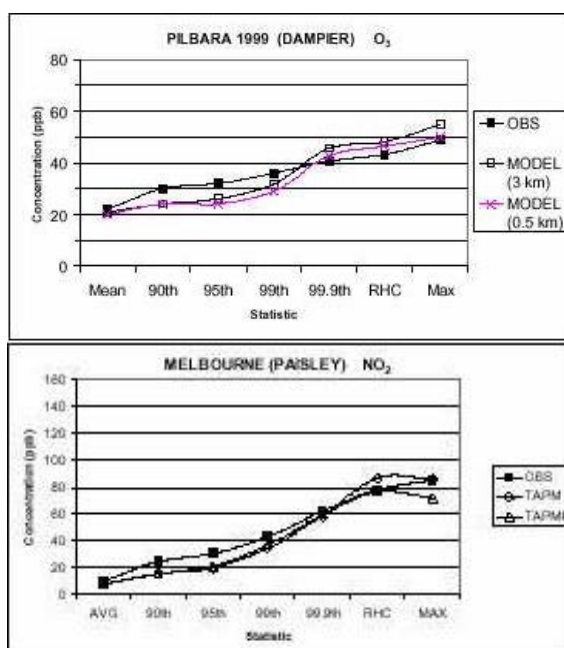 PILBARA 1999 (DAMPIER) O₃
Concentration (ppb)
80
60
40
20
0
Mean 90th 95th 99th 99.9th RHC Max
Statistic
OBS
MODEL
(3 km)
MODEL
(0.5 km)
MELBOURNE (PAISLEY) NO₂
Concentration (ppb)
160
140
120
100
80
60
40
20
0
AVG 90th 95th 99th 99.9th RHC MAX
Statistic
OBS
TAPM